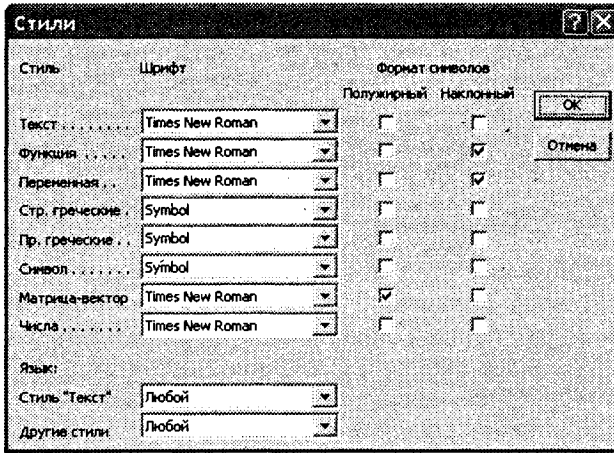 Стили
Стиль Шрифт Формат символов
Полужирный Наклонный
Текст . . . . . . . . Times New Roman OK
Функция . . . . . Times New Roman Отмена
Переменная . . Times New Roman
Стр. греческие . Symbol
Пр. греческие . . Symbol
Символ . . . . . . . Symbol
Матрица-вектор Times New Roman
Числа . . . . . . . Times New Roman
Язык:
Стиль "Текст" Любой
Другие стили Любой